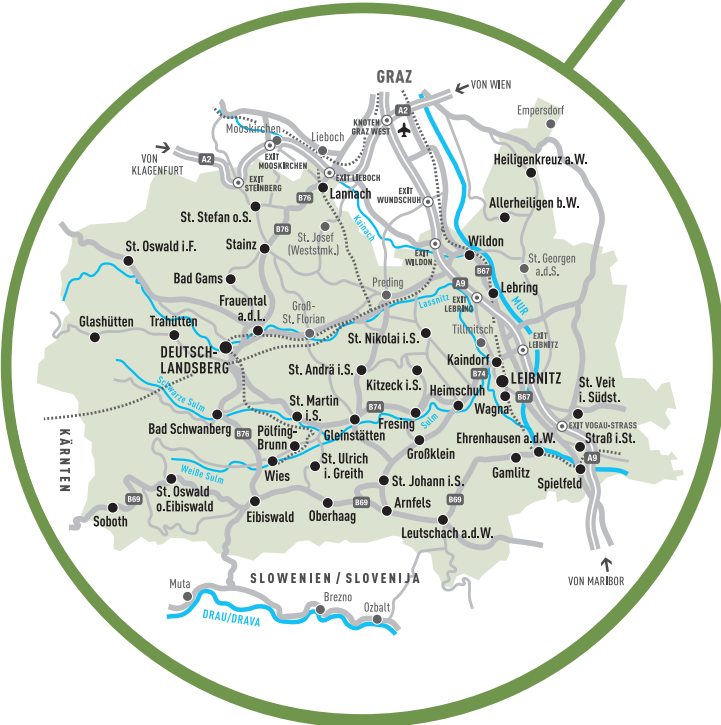 GRAZ
VON WIEN
A2
KNOTEN
GRAZ WEST
Empersdorf
Mooskirchen
Lieboch
VON
KLAGENFURT
A2
EXIT
MOOSKIRCHEN
EXIT LIEBOCH
EXIT
STEINBERG
Heiligenkreuz a.W.
B76
Lannach
EXIT
WUNDSCHUH
Allerheiligen b.W.
St. Stefan o.S.
B76
Kainach
St. Josef
(Weststmk.)
St. Oswald i.F.
Stainz
Wildon
EXIT
WILDON
B67
St. Georgen
a.d.S.
Bad Gams
Preding
A9
Lebring
Lassnitz
EXIT
LEBRING
MUR
Frauental
a.d.L.
Groß-
St. Florian
Glashütten
Trahütten
St. Nikolai i.S.
Tillmitsch
EXIT
LEIBNITZ
DEUTSCH-
LANDSBERG
Kaindorf
St. Andrä i.S.
Kitzeck i.S.
B74
LEIBNITZ
Schwarze Sulm
Heimschuh
St. Veit
i. Südst.
St. Martin
i.S.
Wagna
B67
B74
Sulm
Bad Schwanberg
B76
Pölfing-
Brunn
Gleinstätten
Fresing
EXIT VOGAU-STRASS
KÄRNTEN
Ehrenhausen a.d.W.
Straß i.St.
Großklein
A9
Weiße Sulm
Wies
St. Ulrich
i. Greith
Gamlitz
Spielfeld
St. Oswald
o.Eibiswald
St. Johann i.S.
B69
Soboth
Eibiswald
Oberhaag
B69
Arnfels
B69
Leutschach a.d.W.
SLOWENIEN / SLOVENIJA
VON MARIBOR
Muta
Brezno
Ozbalt
DRAU/DRAVA